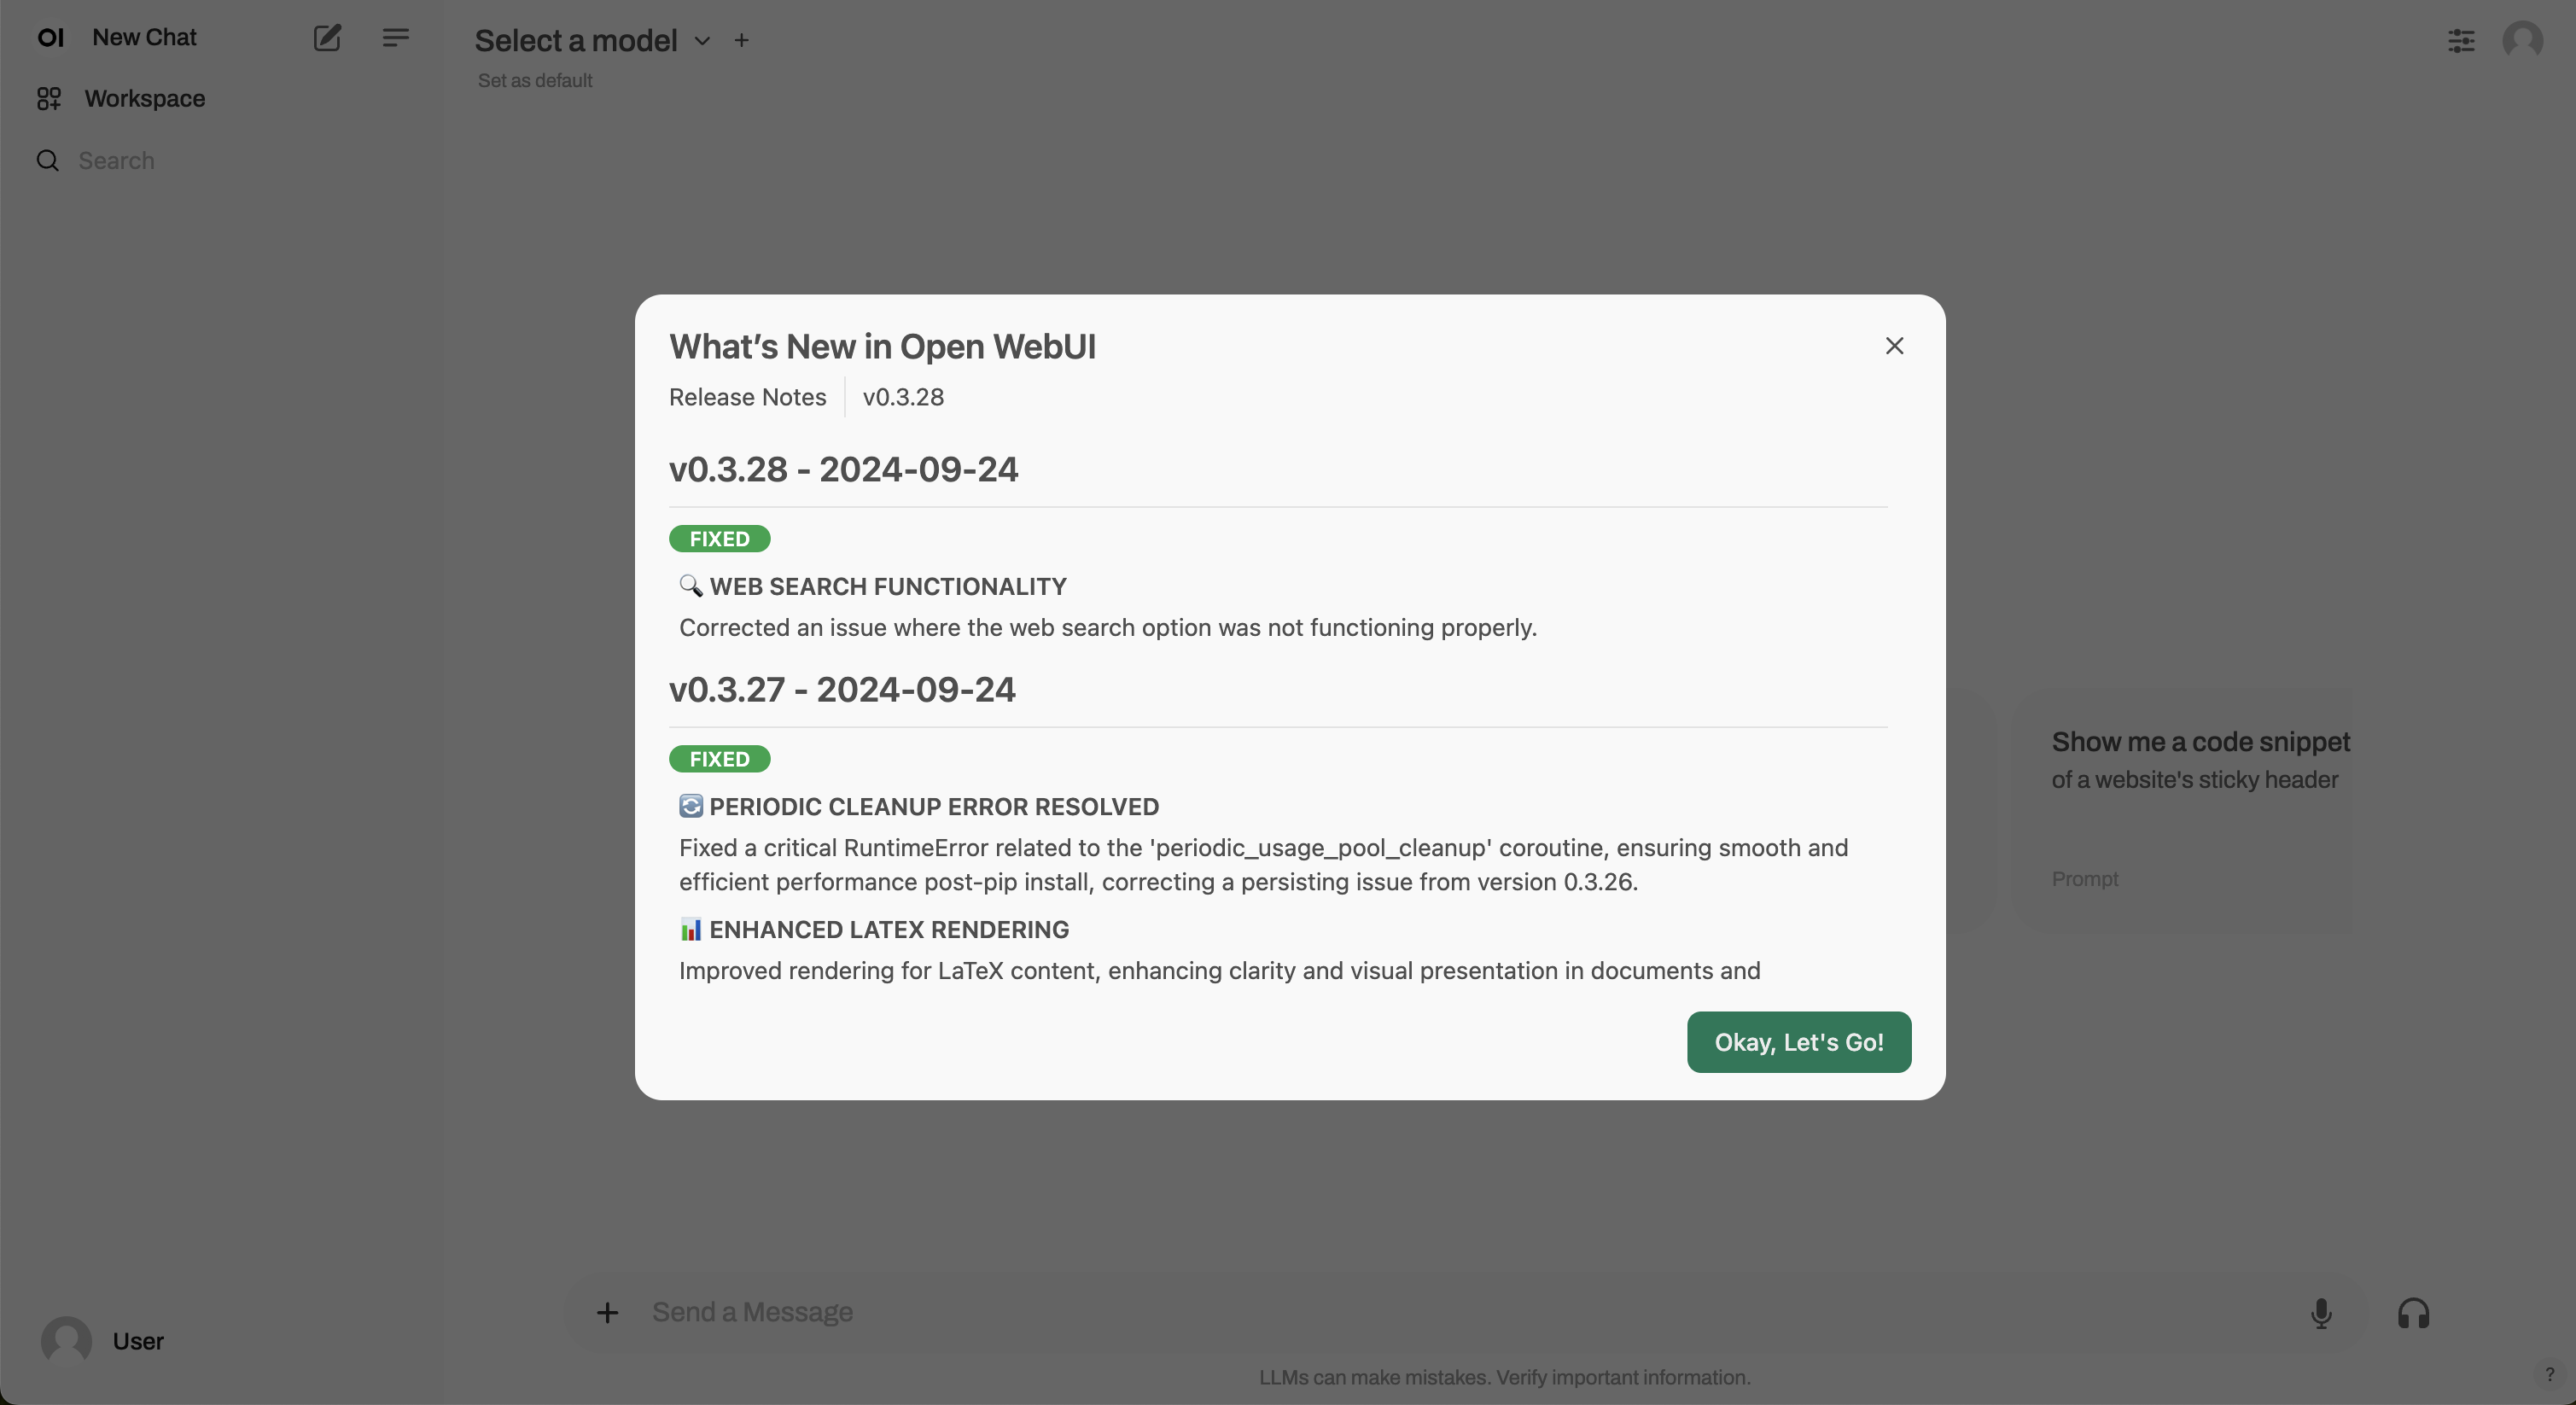 OI New Chat
Workspace
Search
User
Select a model
Set as default
What's New in Open WebUI
Release Notes v0.3.28
v0.3.28 - 2024-09-24
FIXED
WEB SEARCH FUNCTIONALITY
Corrected an issue where the web search option was not functioning properly.
v0.3.27 - 2024-09-24
FIXED
PERIODIC CLEANUP ERROR RESOLVED
Fixed a critical RuntimeError related to the 'periodic_usage_pool_cleanup' coroutine, ensuring smooth and
efficient performance post-pip install, correcting a persisting issue from version 0.3.26.
ENHANCED LATEX RENDERING
Improved rendering for LaTeX content, enhancing clarity and visual presentation in documents and
Okay, Let's Go!
Show me a code snippet
of a website's sticky header
Prompt
Send a Message
LLMs can make mistakes. Verify important information.
?